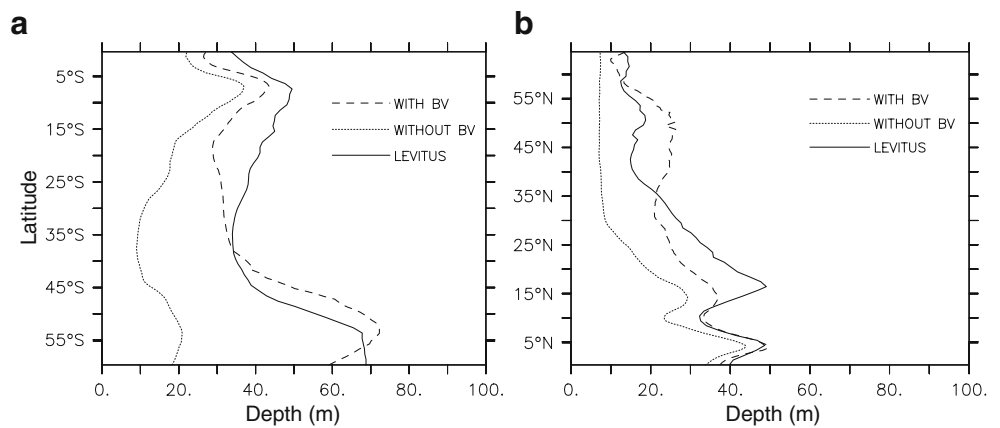 a
Latitude
5°S
15°S
25°S
35°S
45°S
55°S
WITH BV
WITHOUT BV
LEVITUS
0. 20. 40. 60. 80. 100.
Depth (m)
b
55°N
45°N
35°N
25°N
15°N
5°N
WITH BV
WITHOUT BV
LEVITUS
0. 20. 40. 60. 80. 100.
Depth (m)